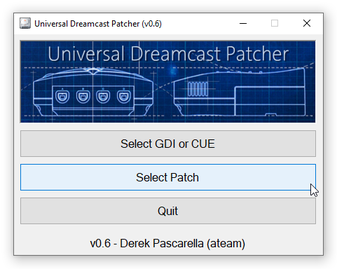 Universal Dreamcast Patcher (v0.6)
Universal Dreamcast Patcher
Select GDI or CUE
Select Patch
Quit
v0.6 - Derek Pascarella (ateam)